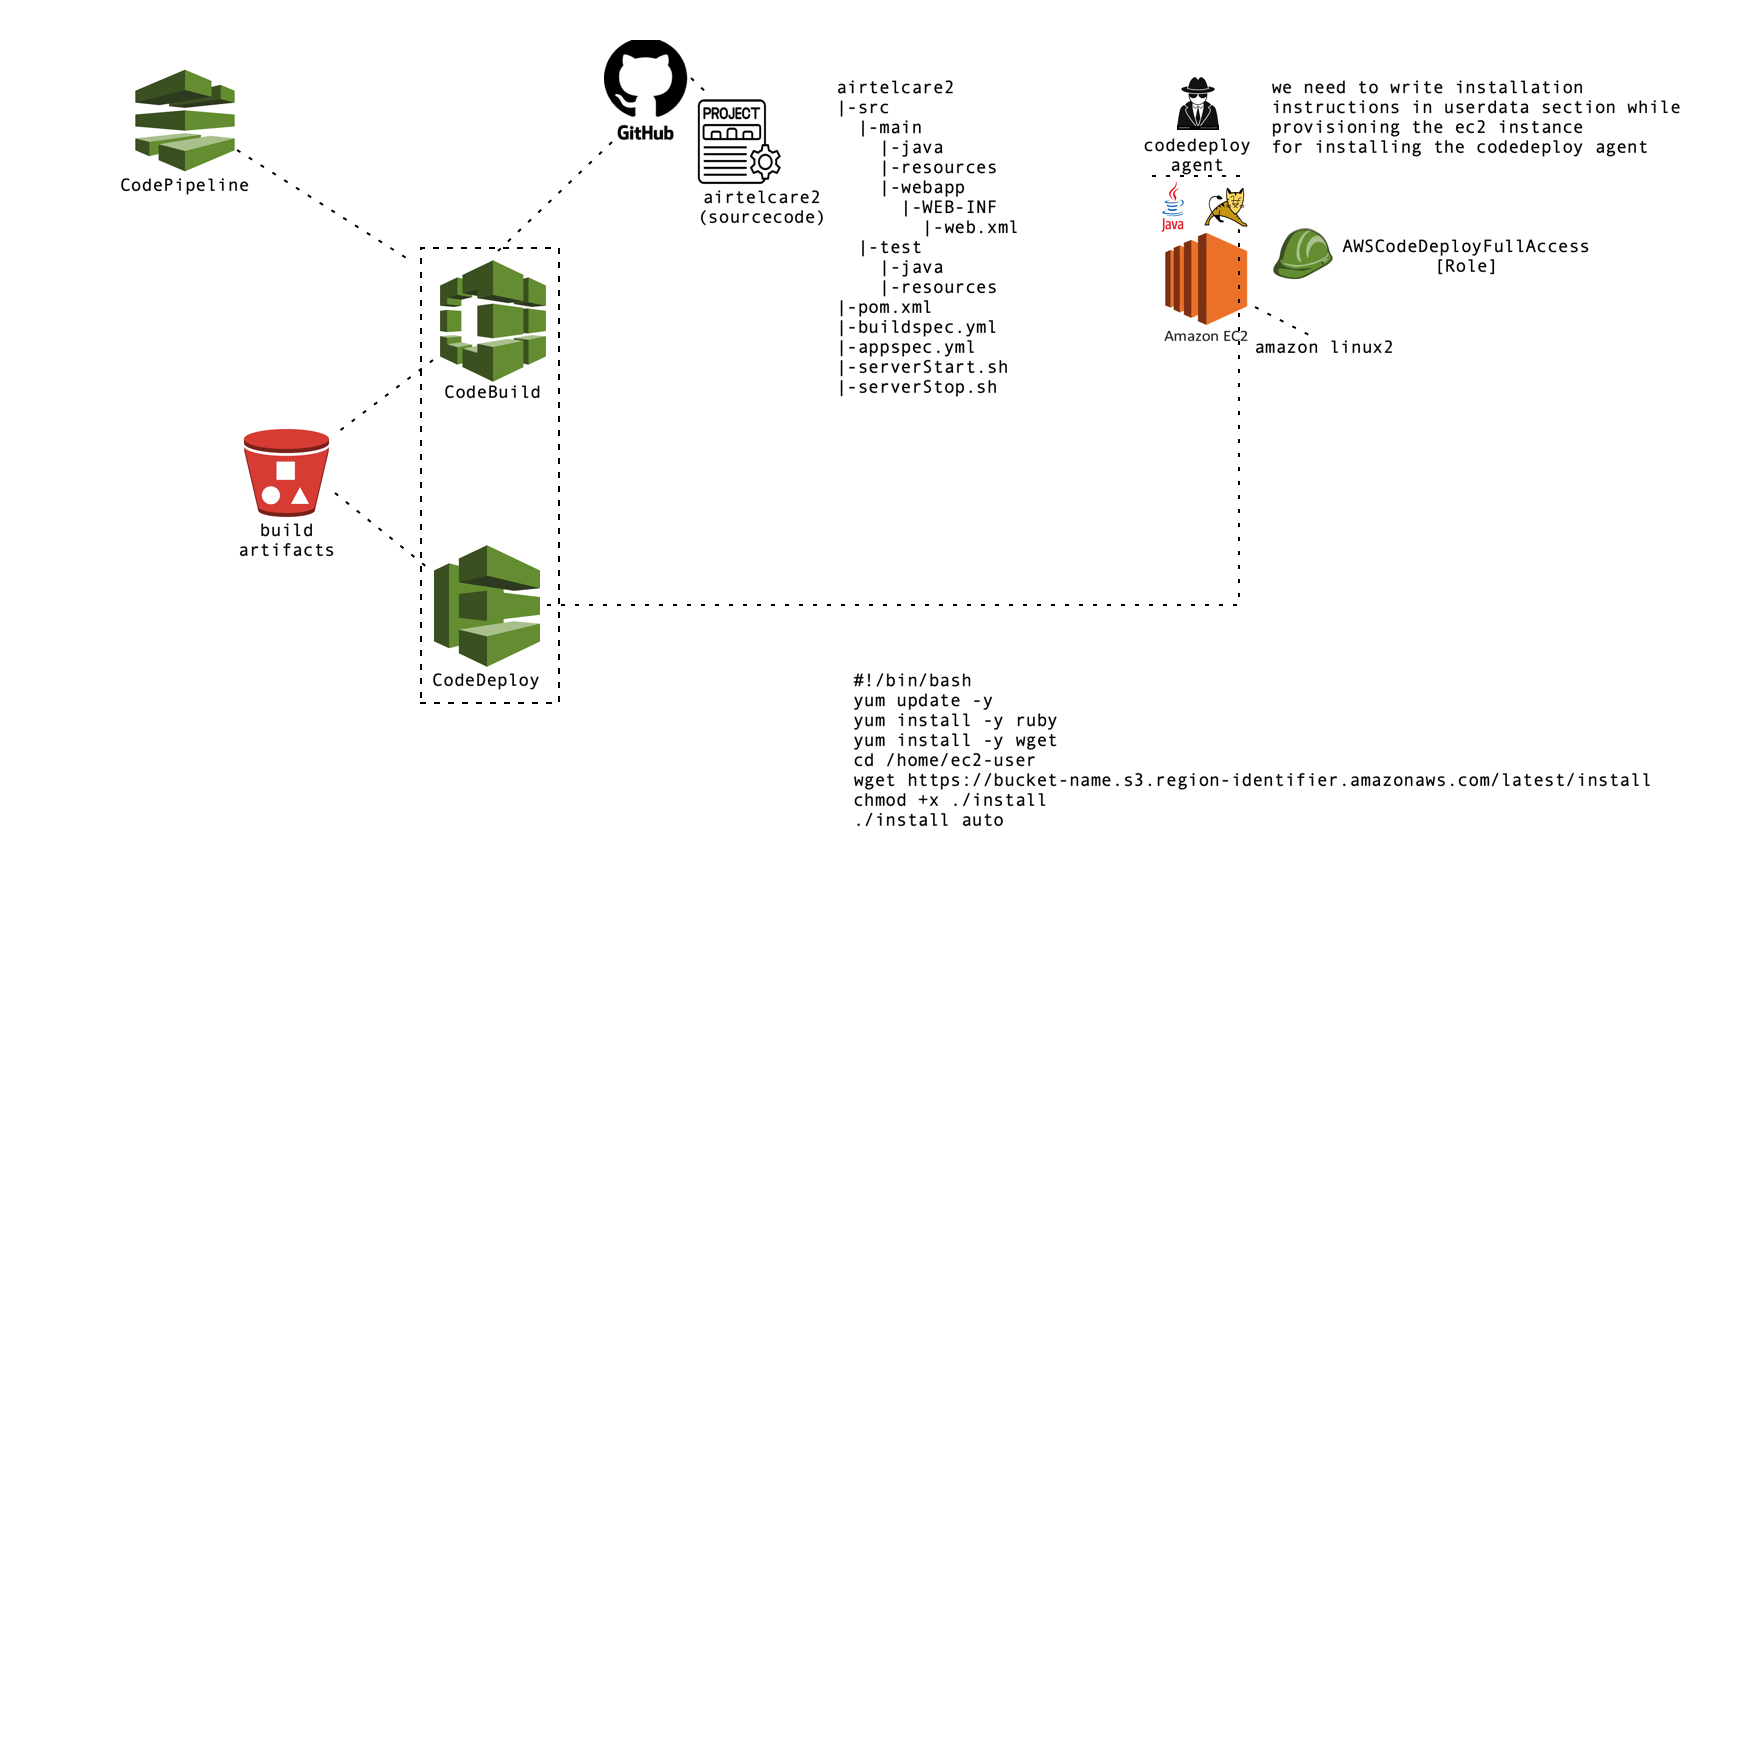 CodePipeline
GitHub
PROJECT
airtelcare2
(sourcecode)
CodeBuild
build
artifacts
CodeDeploy
airtelcare2
|-src
  |-main
    |-java
    |-resources
    |-webapp
      |-WEB-INF
        |-web.xml
  |-test
    |-java
    |-resources
|-pom.xml
|-buildspec.yml
|-appspec.yml
|-serverStart.sh
|-serverStop.sh
codedeploy
agent
we need to write installation
instructions in userdata section while
provisioning the ec2 instance
for installing the codedeploy agent
Java
AWSCodeDeployFullAccess
[Role]
Amazon EC2
amazon linux2
#!/bin/bash
yum update -y
yum install -y ruby
yum install -y wget
cd /home/ec2-user
wget https://bucket-name.s3.region-identifier.amazonaws.com/latest/install
chmod +x ./install
./install auto